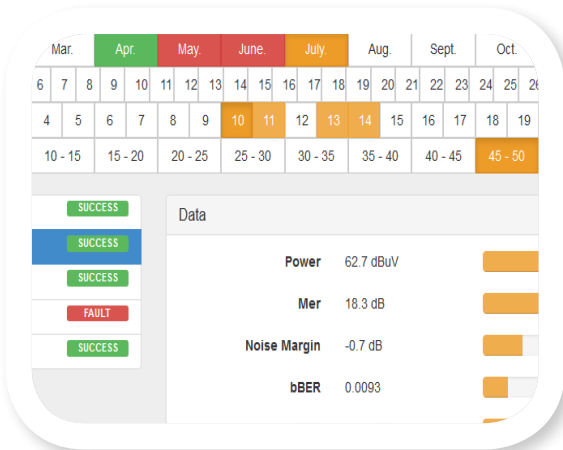 Mar. Apr. May. June. July. Aug. Sept. Oct.
6 7 8 9 10 11 12 13 14 15 16 17 18 19 20 21 22 23 24 25 26
4 5 6 7 8 9 10 11 12 13 14 15 16 17 18 19
10 - 15 15 - 20 20 - 25 25 - 30 30 - 35 35 - 40 40 - 45 45 - 50
SUCCESS
Data
SUCCESS
Power 62.7 dBuV
SUCCESS
Mer 18.3 dB
FAULT
Noise Margin -0.7 dB
SUCCESS
bBER 0.0093